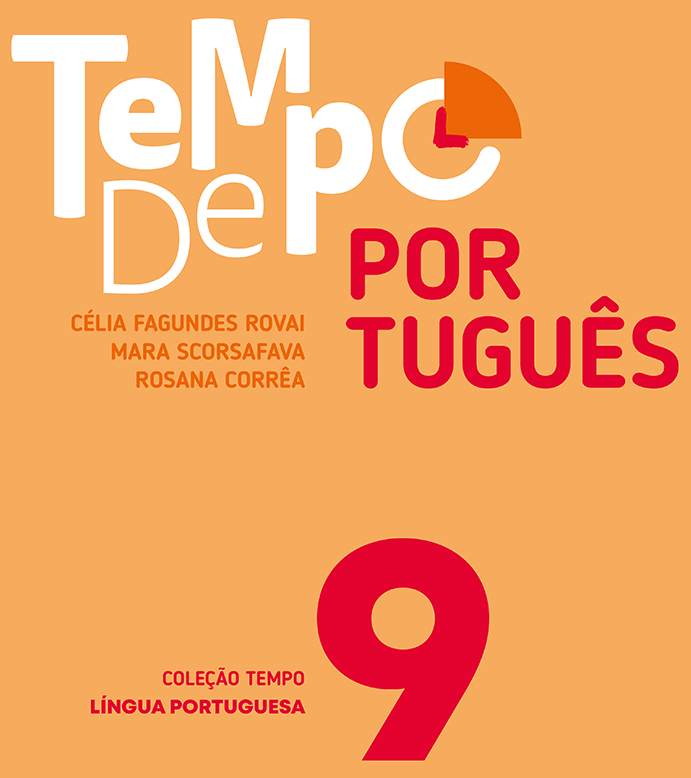 TeMpo
De
POR
TUGUÊS
CÉLIA FAGUNDES ROVAI
MARA SCORSAFAVA
ROSANA CORRÊA
9
COLEÇÃO TEMPO
LÍNGUA PORTUGUESA